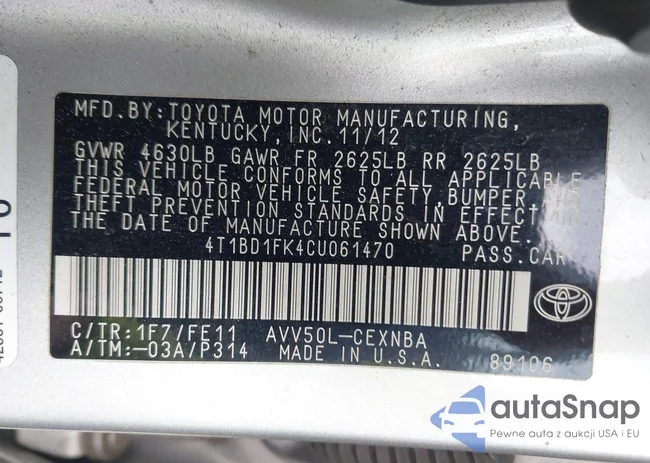 MFD.BY:TOYOTA MOTOR MANUFACTURING,
KENTUCKY,INC.11/12
GVWR 4630LB GAWR FR 2625LB RR 2625LB
THIS VEHICLE CONFORMS TO ALL APPLICABLE
FEDERAL MOTOR VEHICLE SAFETY,BUMPER, AND
THEFT PREVENTION STANDARDS IN EFFECT ON
THE DATE OF MANUFACTURE SHOWN ABOVE.
4T1BD1FK4CU061470 PASS.CAR
C/TR:1F7/FE11 AVV50L-CEXNBA
A/TM:-03A/P314 MADE IN U.S.A. 89106
autoSnap
Pewne auta z aukcji USA i EU